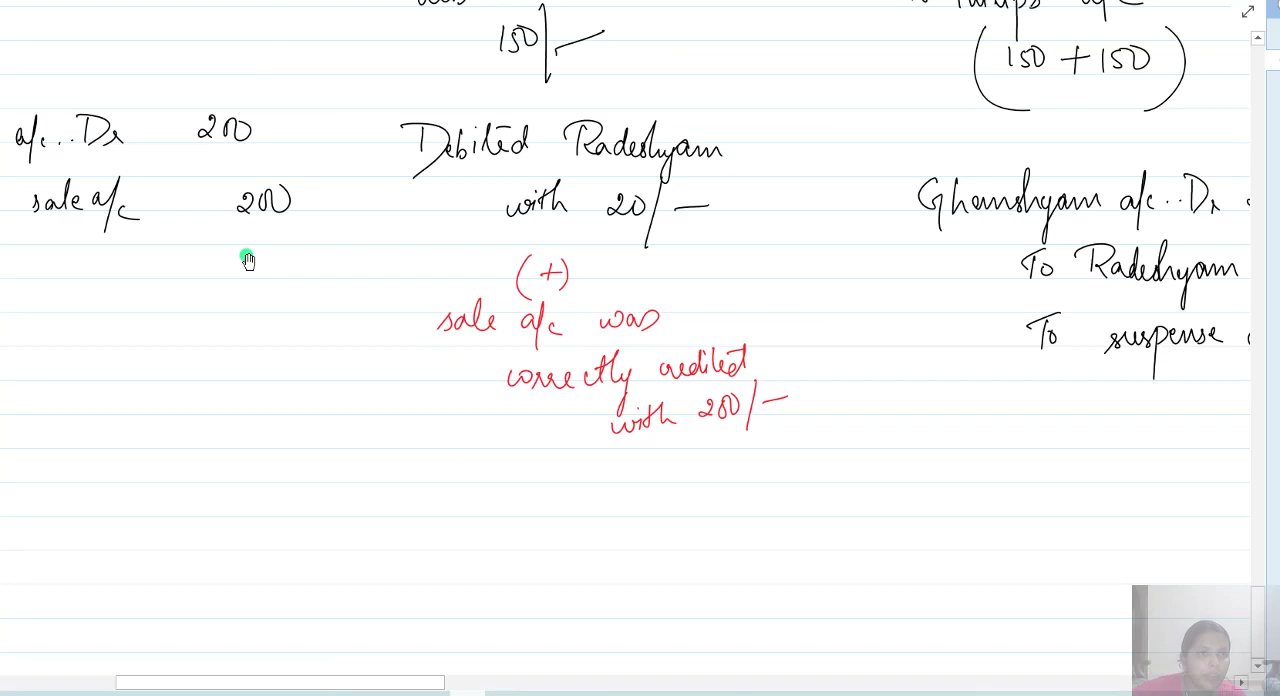 150/-
(150 + 150)
a/c .. Dr 200
sale a/c 200
Debited Radeshyam
with 20/-
(+)
sale a/c was
correctly credited
with 200/-
Ghanshyam a/c .. Dr
To Radeshyam
To suspense